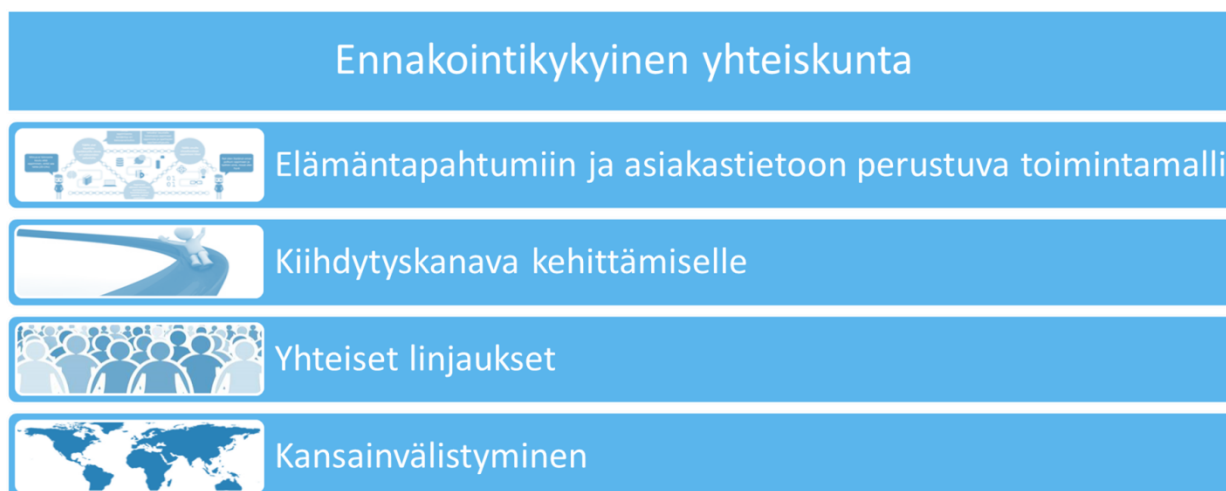 Ennakointikykyinen yhteiskunta
Elämäntapahtumiin ja asiakastietoon perustuva toimintamalli
Kiihdytyskanava kehittämiselle
Yhteiset linjaukset
Kansainvälistyminen